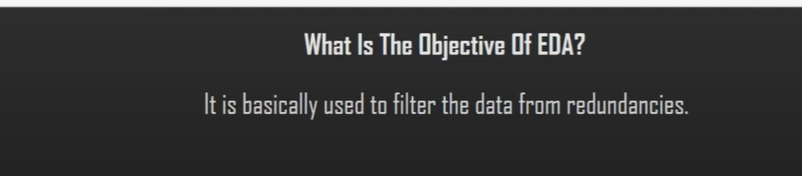 What Is The Objective Of EDA?
It is basically used to filter the data from redundancies.